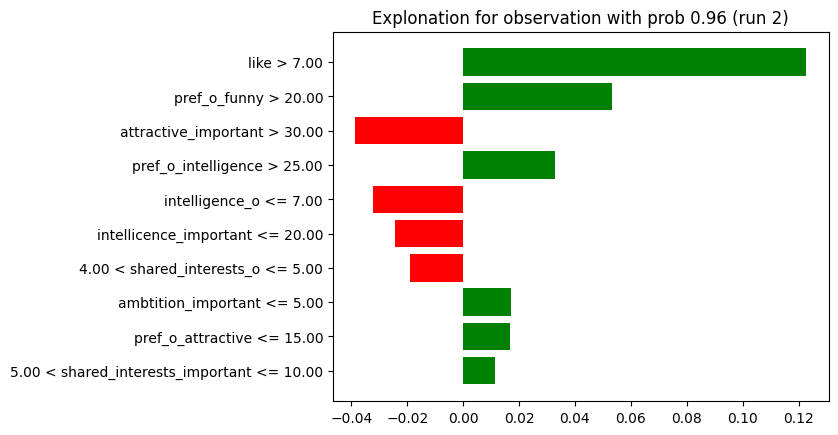 Explonation for observation with prob 0.96 (run 2)
like > 7.00
pref_o_funny > 20.00
attractive_important > 30.00
pref_o_intelligence > 25.00
intelligence_o <= 7.00
intellicence_important <= 20.00
4.00 < shared_interests_o <= 5.00
ambtition_important <= 5.00
pref_o_attractive <= 15.00
5.00 < shared_interests_important <= 10.00
−0.04 −0.02 0.00 0.02 0.04 0.06 0.08 0.10 0.12